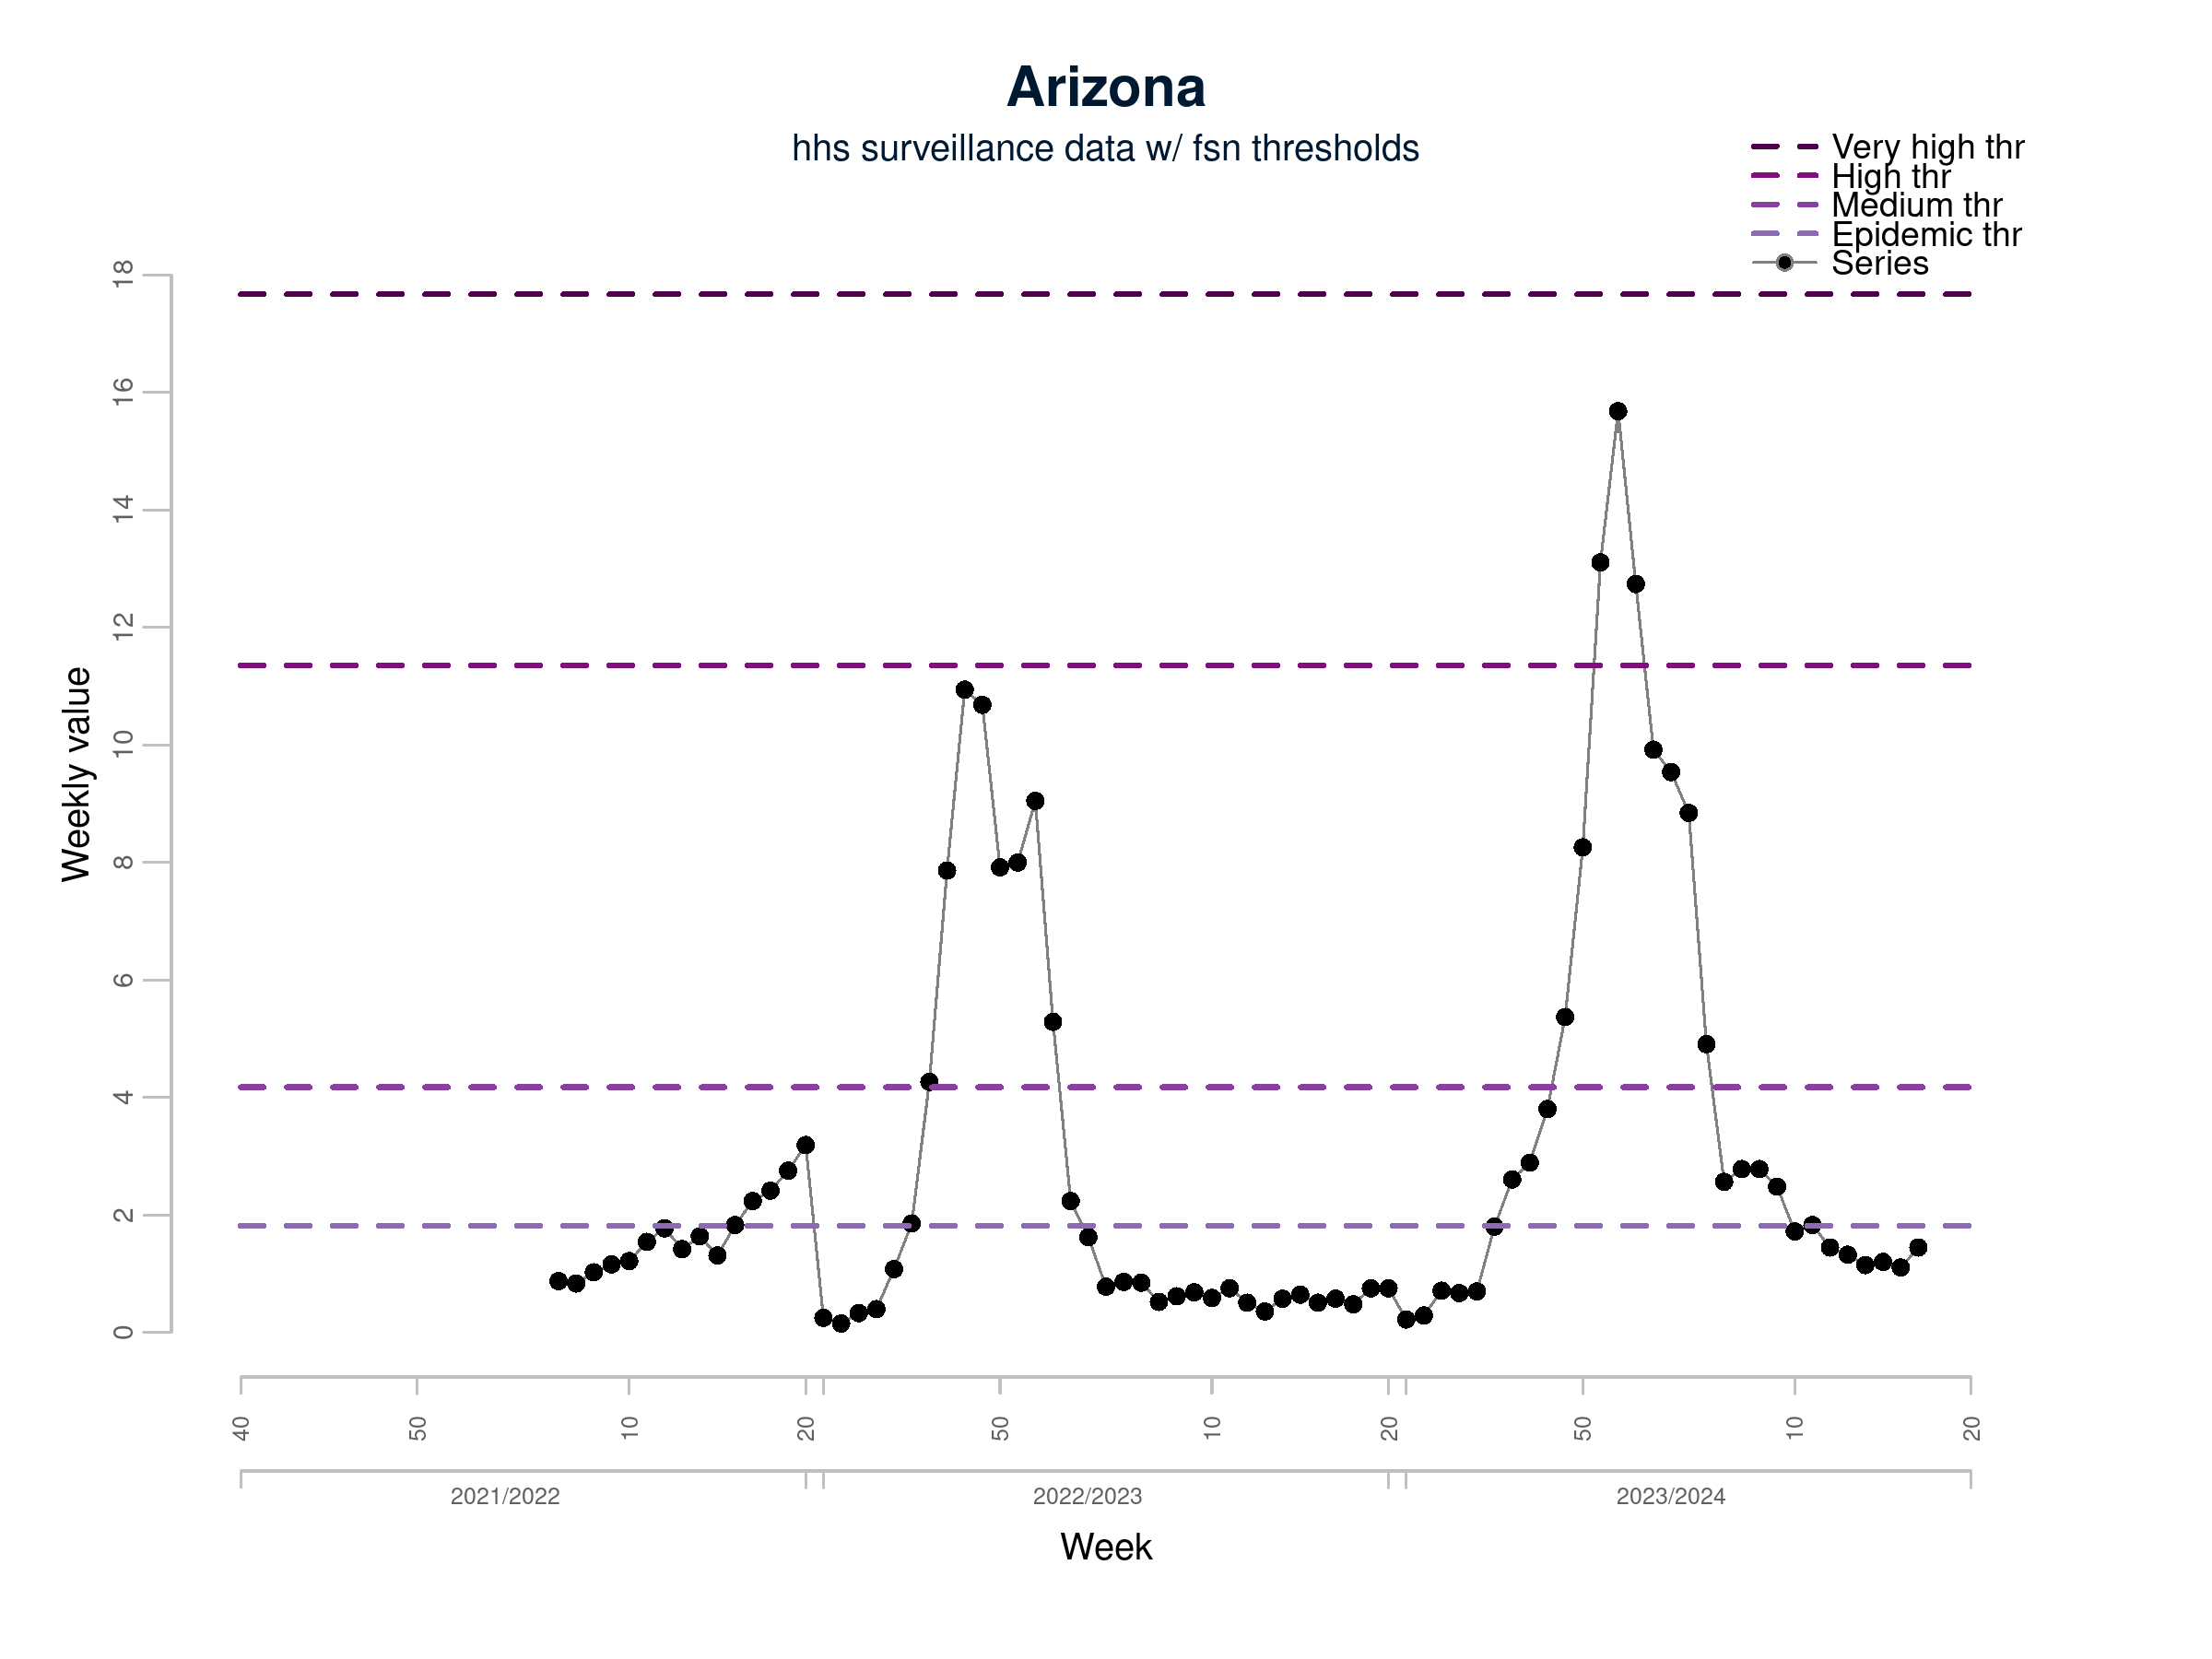 Arizona
hhs surveillance data w/ fsn thresholds
Very high thr
High thr
Medium thr
Epidemic thr
Series
18
16
14
12
10
8
6
4
2
0
Weekly value
40
50
10
20
50
10
20
50
10
20
2021/2022
2022/2023
2023/2024
Week